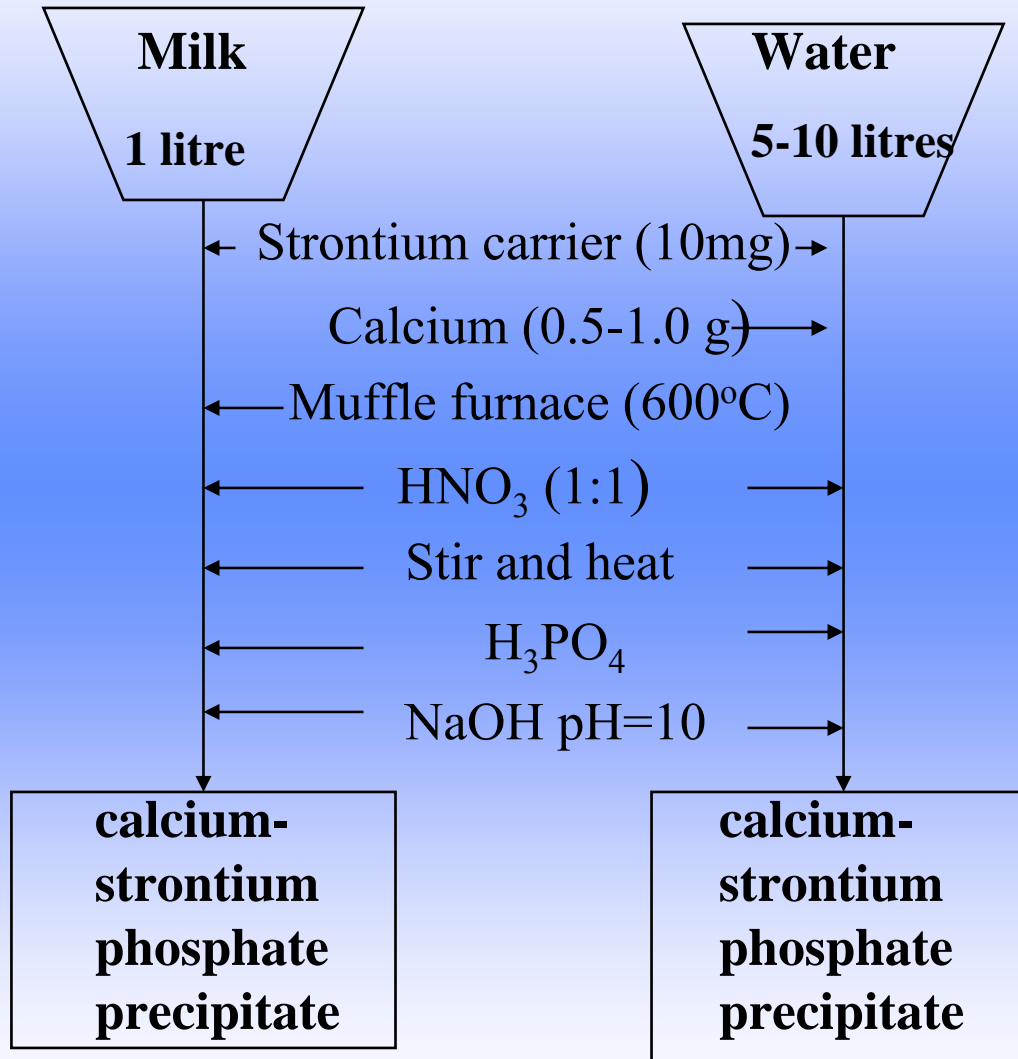 Milk
Water
1 litre
5-10 litres
Strontium carrier (10mg)
Calcium (0.5-1.0 g)
Muffle furnace (600°C)
HNO₃ (1:1)
Stir and heat
H₃PO₄
NaOH pH=10
calcium-
strontium
phosphate
precipitate
calcium-
strontium
phosphate
precipitate